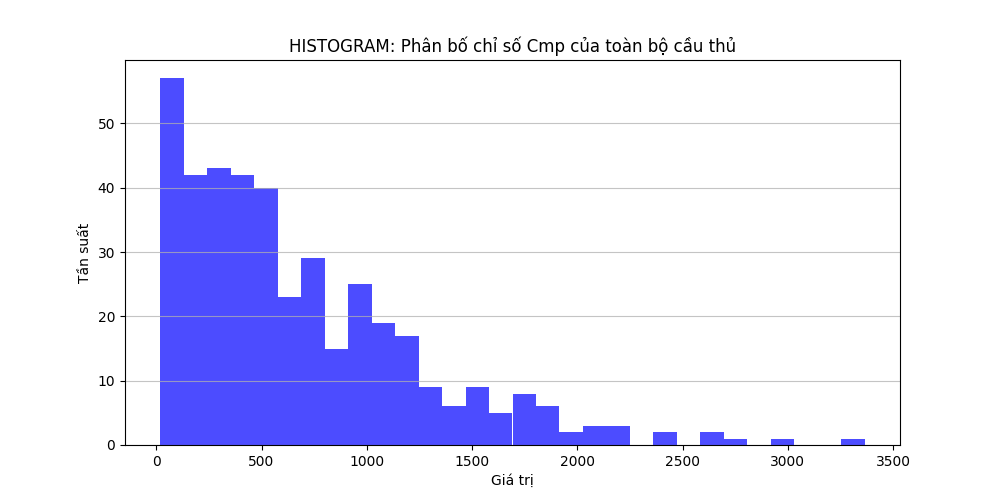 HISTOGRAM: Phân bố chỉ số Cmp của toàn bộ cầu thủ
Tần suất
50
40
30
20
10
0
0 500 1000 1500 2000 2500 3000 3500
Giá trị